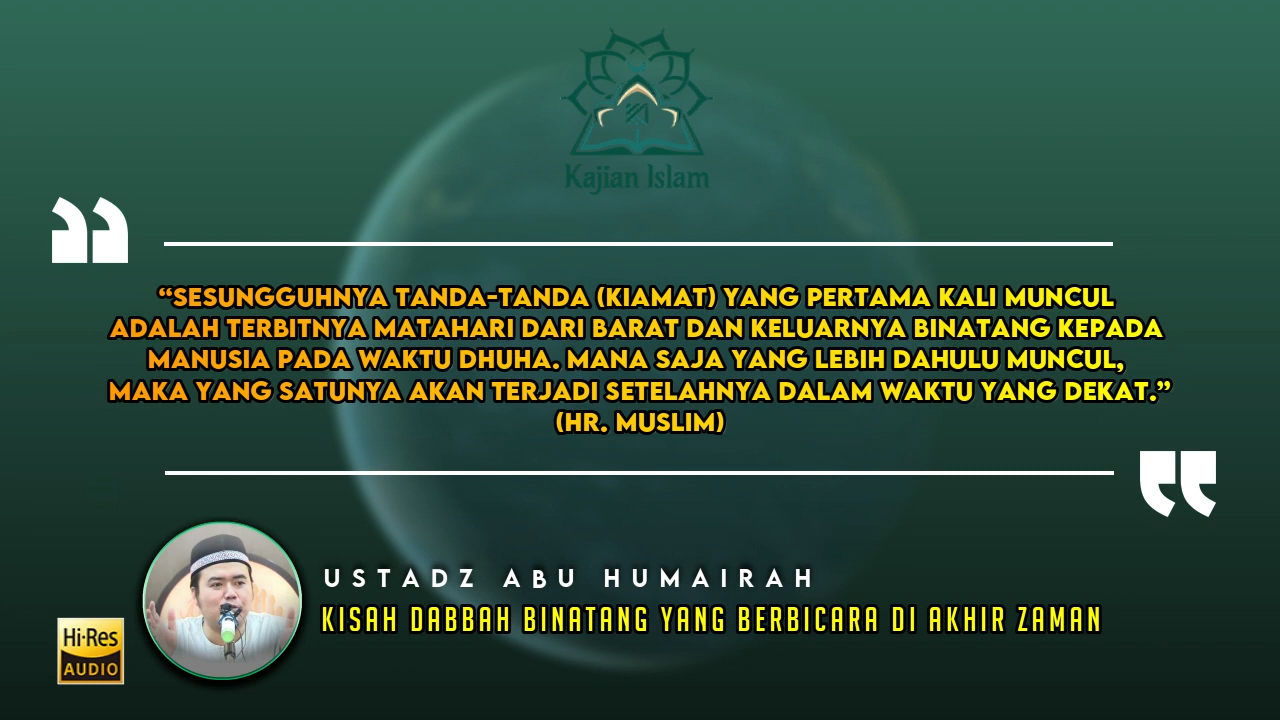 Kajian Islam
“SESUNGGUHNYA TANDA-TANDA (KIAMAT) YANG PERTAMA KALI MUNCUL
ADALAH TERBITNYA MATAHARI DARI BARAT DAN KELUARNYA BINATANG KEPADA
MANUSIA PADA WAKTU DHUHA. MANA SAJA YANG LEBIH DAHULU MUNCUL,
MAKA YANG SATUNYA AKAN TERJADI SETELAHNYA DALAM WAKTU YANG DEKAT.”
(HR. MUSLIM)
USTADZ ABU HUMAIRAH
KISAH DABBAH BINATANG YANG BERBICARA DI AKHIR ZAMAN
Hi-Res
AUDIO